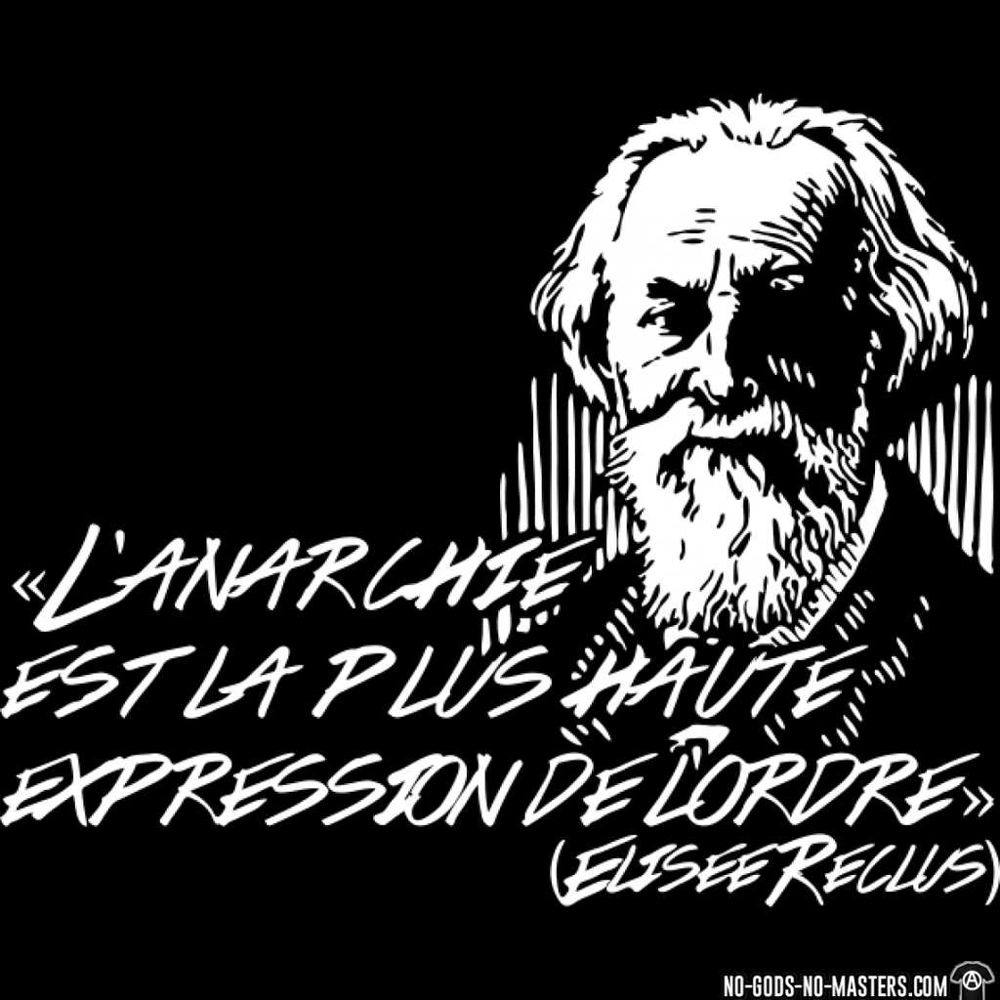 «L'ANARCHIE
EST LA PLUS HAUTE
EXPRESSION DE L'ORDRE»
(ELISEE RECLUS)
NO-GODS-NO-MASTERS.COM